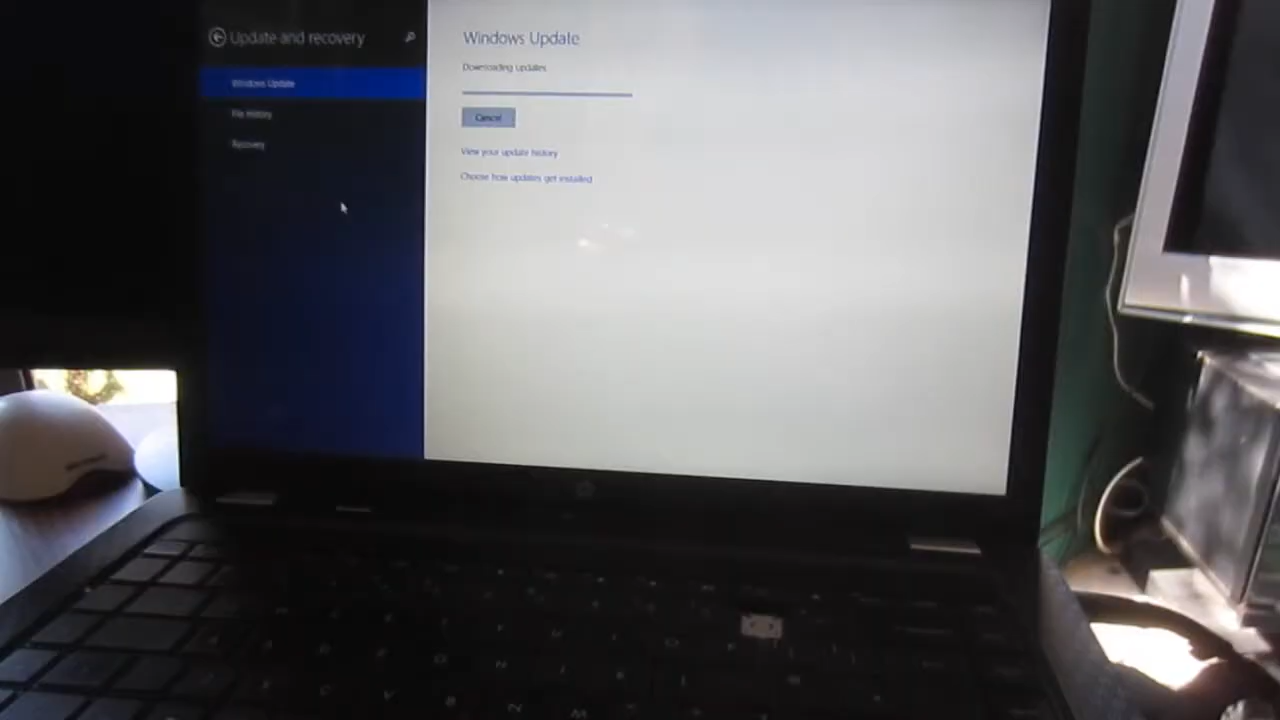 Update and recovery
Windows Update
File History
Recovery
Windows Update
Downloading updates
Cancel
View your update history
Choose how updates get installed